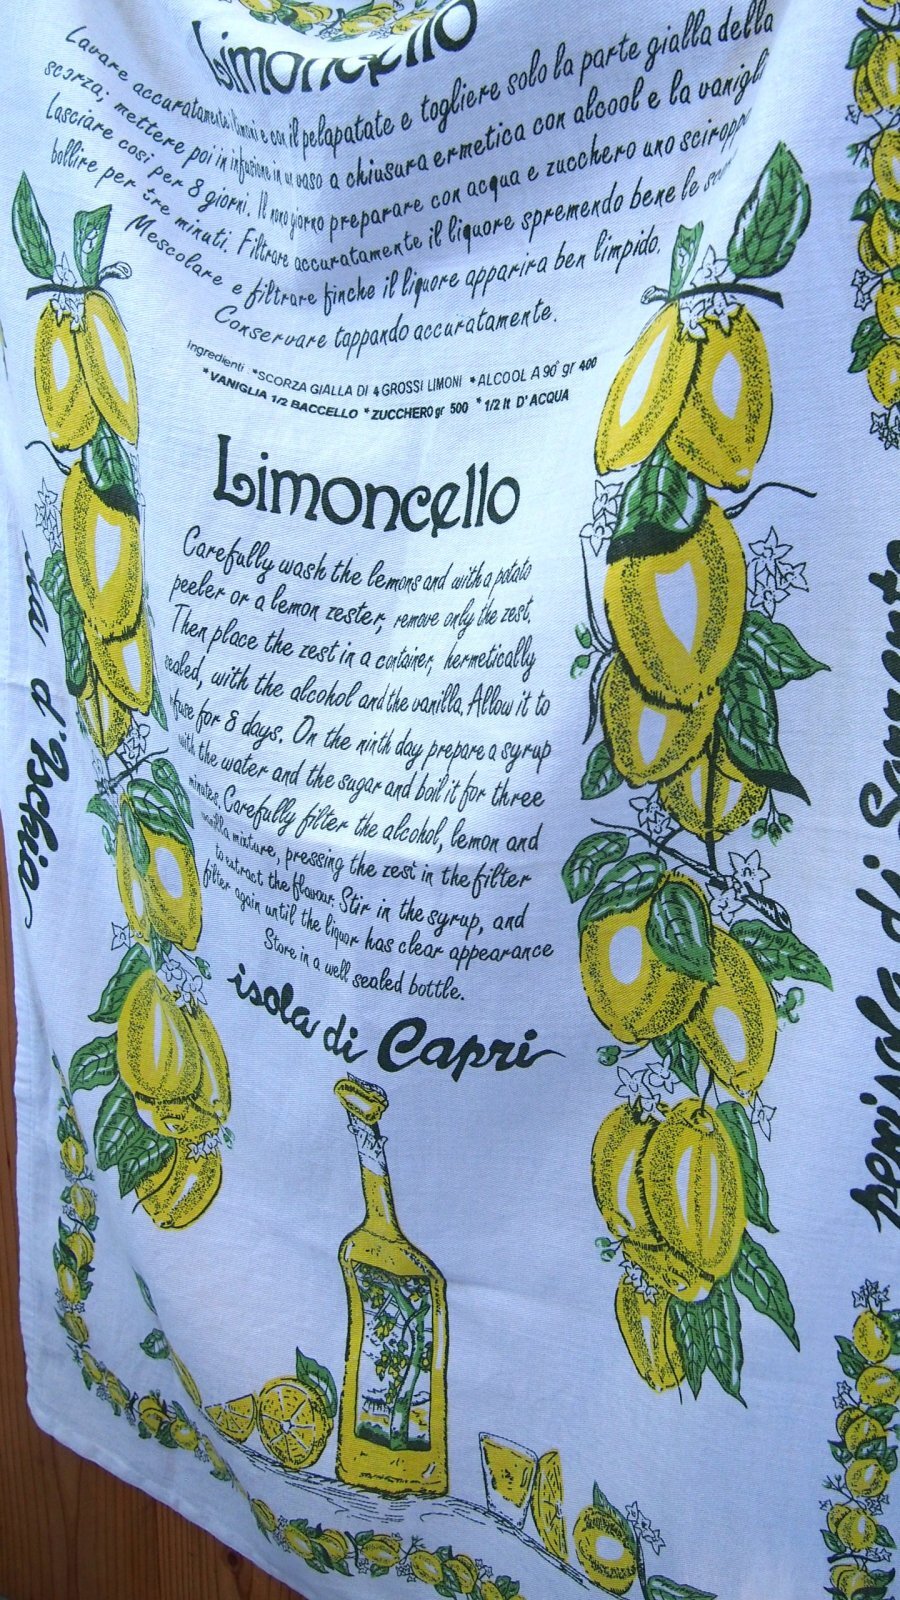 Limoncello
Lavare accuratamente i limoni e con il pelapatate e togliere solo la parte gialla della
scorza; mettere poi in infusione in un vaso a chiusura ermetica con alcool e la vanigli
Lasciare cosi per 8 giorni. Il nono giorno preparare con acqua e zucchero uno sciroppo
bollire per tre minuti. Filtrare accuratamente il liquore spremendo bene le
Mescolare e filtrare finche il liquore apparira ben limpido.
Conservare tappando accuratamente.
Ingredienti *SCORZA GIALLA DI 4 GROSSI LIMONI *ALCOOL A 90° gr 400
*VANIGLIA 1/2 BACCELLO *ZUCCHERO gr 500 *1/2 lt D'ACQUA
Limoncello
Carefully wash the lemons and with a potato
peeler or a lemon zester, remove only the zest.
Then place the zest in a container, hermetically
sealed, with the alcohol and the vanilla. Allow it to
infuse for 8 days. On the ninth day prepare a syrup
with the water and the sugar and boil it for three
minutes. Carefully filter the alcohol, lemon and
vanilla mixture, pressing the zest in the filter
to extract the flavour. Stir in the syrup, and
filter again until the liquor has clear appearance
Store in a well sealed bottle.
isola di Capri
d'Ischia
penisola di Sorrento